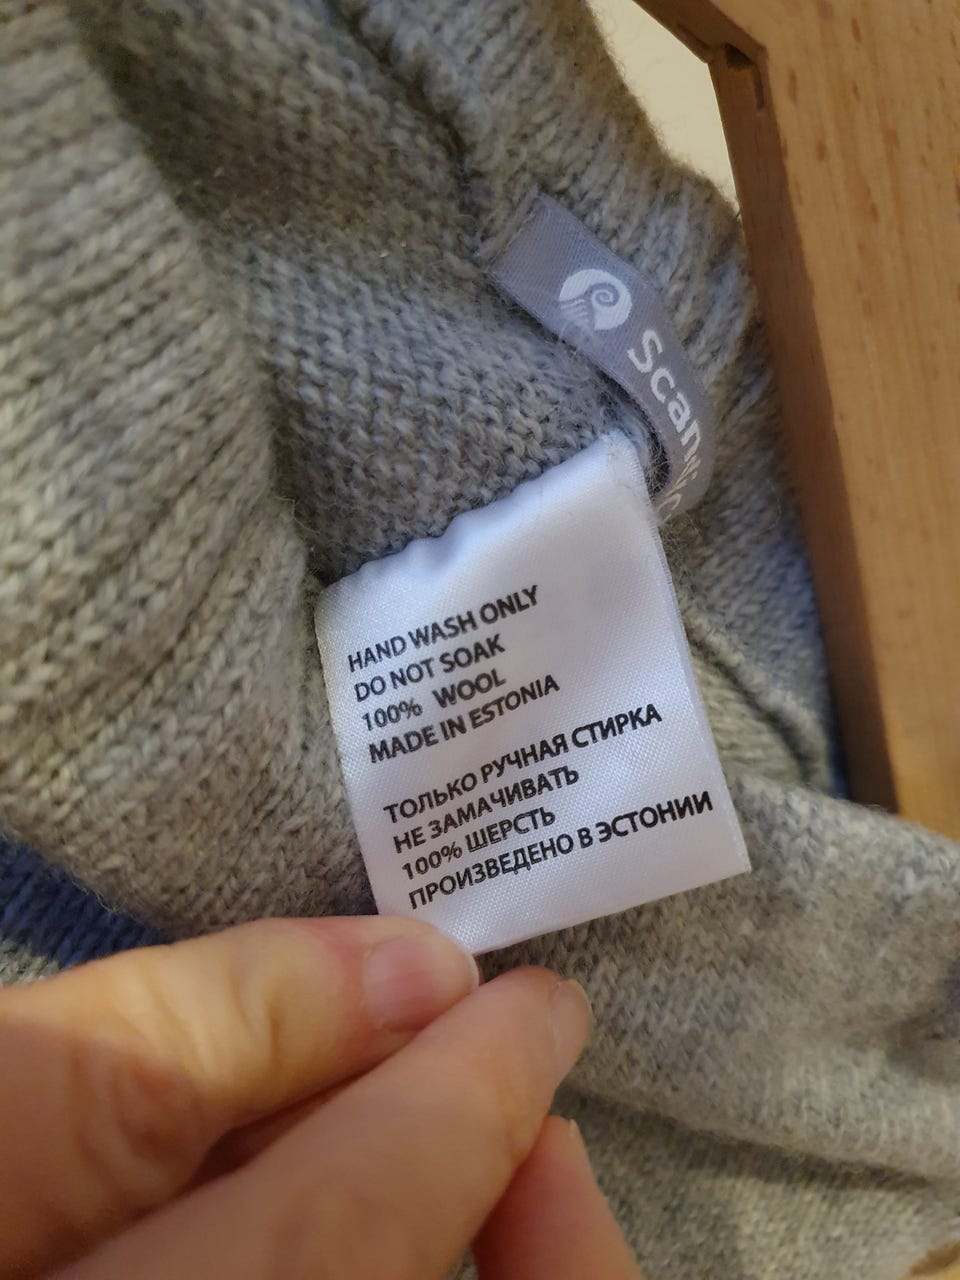 HAND WASH ONLY
DO NOT SOAK
100% WOOL
MADE IN ESTONIA
ТОЛЬКО РУЧНАЯ СТИРКА
НЕ ЗАМАЧИВАТЬ
100% ШЕРСТЬ
ПРОИЗВЕДЕНО В ЭСТОНИИ